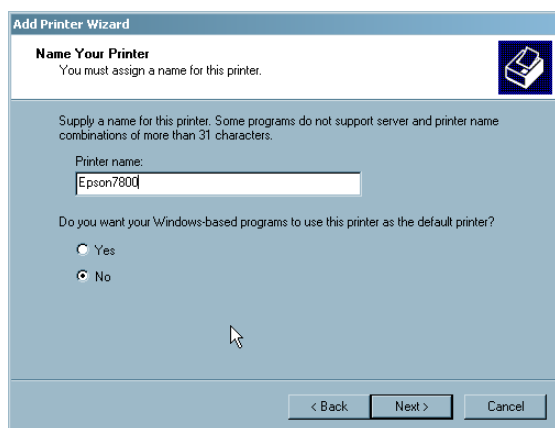 Add Printer Wizard
Name Your Printer
You must assign a name for this printer.
Supply a name for this printer. Some programs do not support server and printer name
combinations of more than 31 characters.
Printer name:
Epson7800
Do you want your Windows-based programs to use this printer as the default printer?
Yes
No
< Back
Next >
Cancel